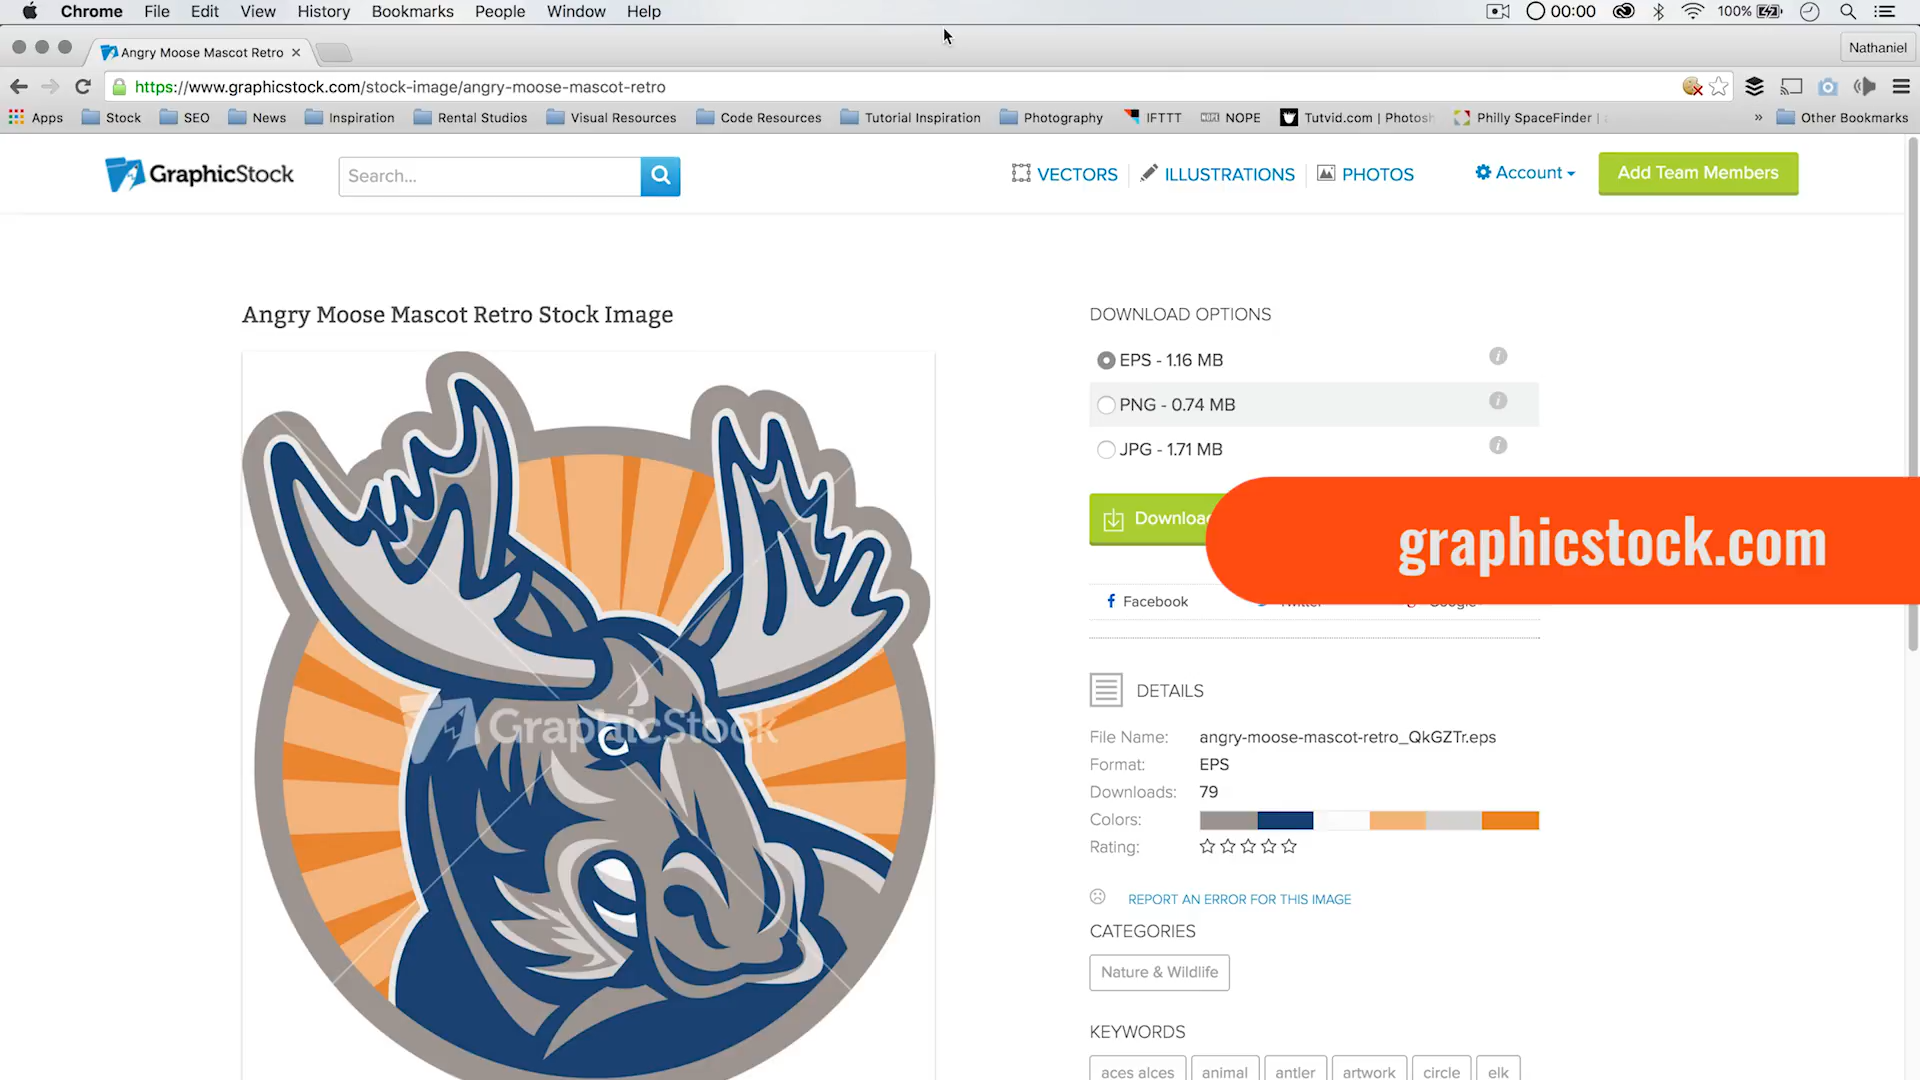 Chrome File Edit View History Bookmarks People Window Help 00:00 100%
Angry Moose Mascot Retro Nathaniel
https://www.graphicstock.com/stock-image/angry-moose-mascot-retro
Apps Stock SEO News Inspiration Rental Studios Visual Resources Code Resources Tutorial Inspiration Photography IFTTT NOPE NOPE Tutvid.com | Photosh Philly SpaceFinder | » Other Bookmarks
GraphicStock Search... VECTORS ILLUSTRATIONS PHOTOS Account Add Team Members
Angry Moose Mascot Retro Stock Image
GraphicStock
DOWNLOAD OPTIONS
EPS - 1.16 MB
PNG - 0.74 MB
JPG - 1.71 MB
Download
graphicstock.com
Facebook Twitter Google
DETAILS
File Name: angry-moose-mascot-retro_QkGZTr.eps
Format: EPS
Downloads: 79
Colors:
Rating:
REPORT AN ERROR FOR THIS IMAGE
CATEGORIES
Nature & Wildlife
KEYWORDS
aces alces animal antler artwork circle elk